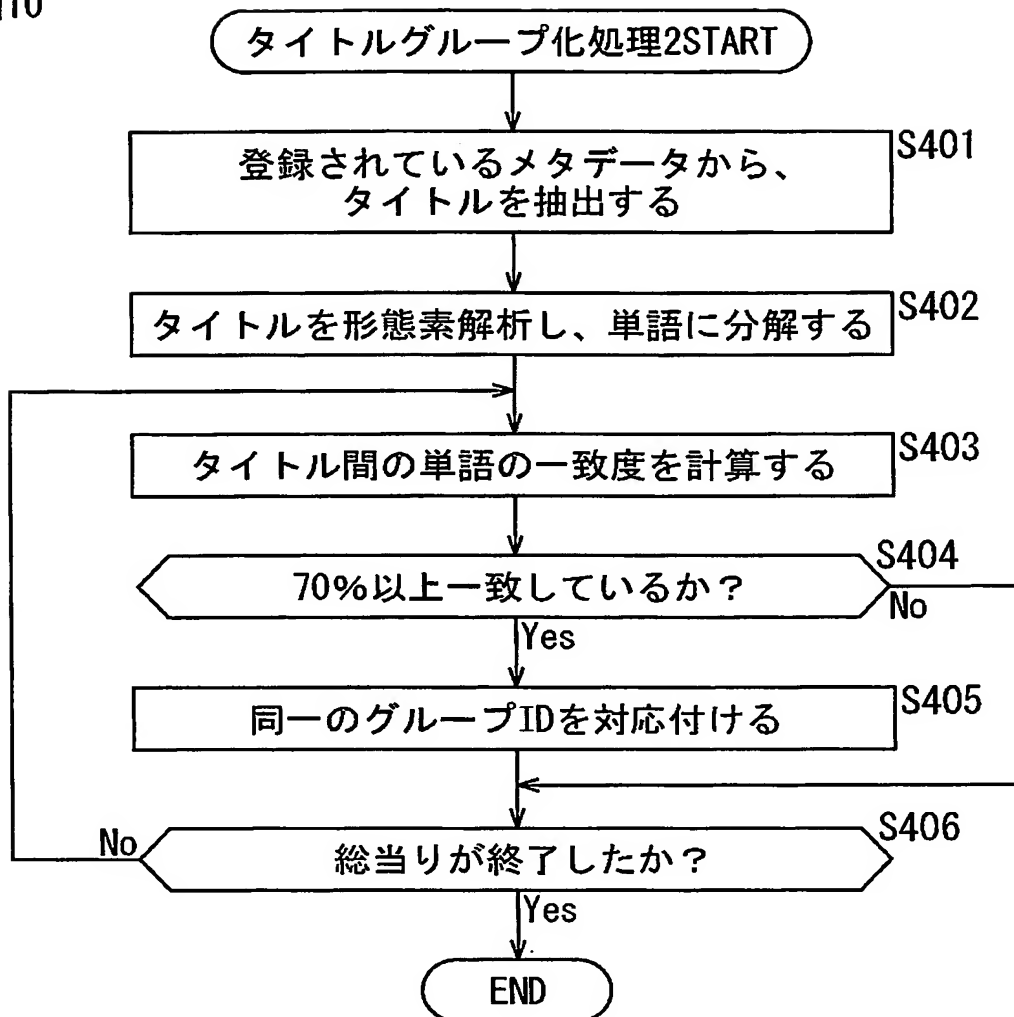 タイトルグループ化処理2START
S401
登録されているメタデータから、
タイトルを抽出する
S402
タイトルを形態素解析し、単語に分解する
S403
タイトル間の単語の一致度を計算する
S404
70%以上一致しているか?
No
Yes
S405
同一のグループIDを対応付ける
S406
No
総当りが終了したか?
Yes
END